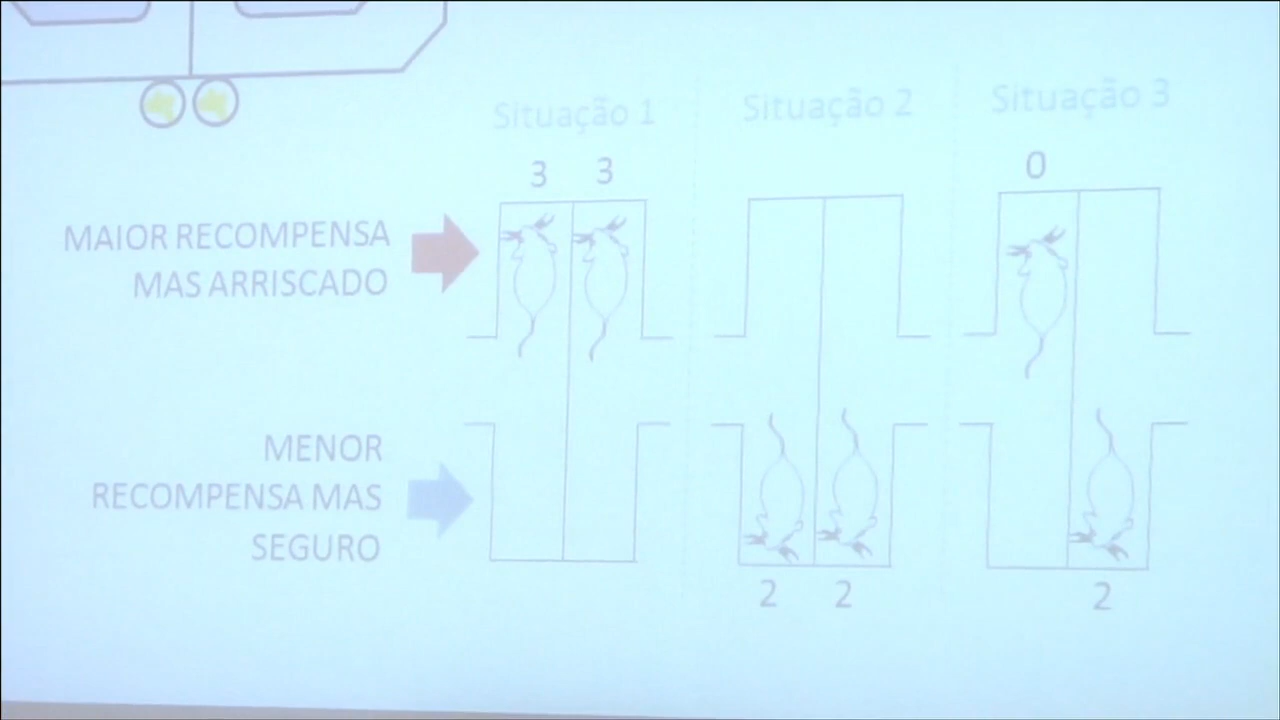 Situação 1
Situação 2
Situação 3
3 3
0
MAIOR RECOMPENSA
MAS ARRISCADO
MENOR
RECOMPENSA MAS
SEGURO
2 2
2